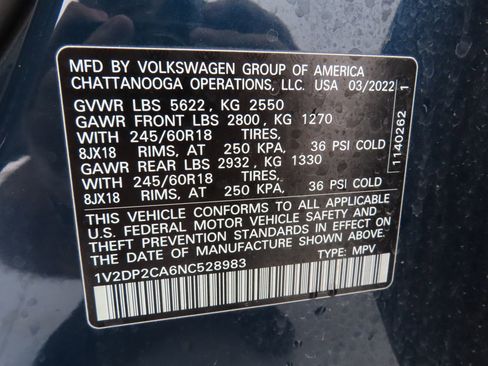 MFD BY VOLKSWAGEN GROUP OF AMERICA
CHATTANOOGA OPERATIONS, LLC. USA 03/2022
GVWR LBS 5622, KG 2550
GAWR FRONT LBS 2800, KG 1270
WITH 245/60R18 TIRES,
8JX18 RIMS, AT 250 KPA, 36 PSI COLD
GAWR REAR LBS 2932, KG 1330
WITH 245/60R18 TIRES,
8JX18 RIMS, AT 250 KPA, 36 PSI COLD
THIS VEHICLE CONFORMS TO ALL APPLICABLE
U.S. FEDERAL MOTOR VEHICLE SAFETY AND
THEFT PREVENTION STANDARDS IN EFFECT ON THE
DATE OF MANUFACTURE SHOWN ABOVE.
1V2DP2CA6NC528983 TYPE: MPV
1140262 1